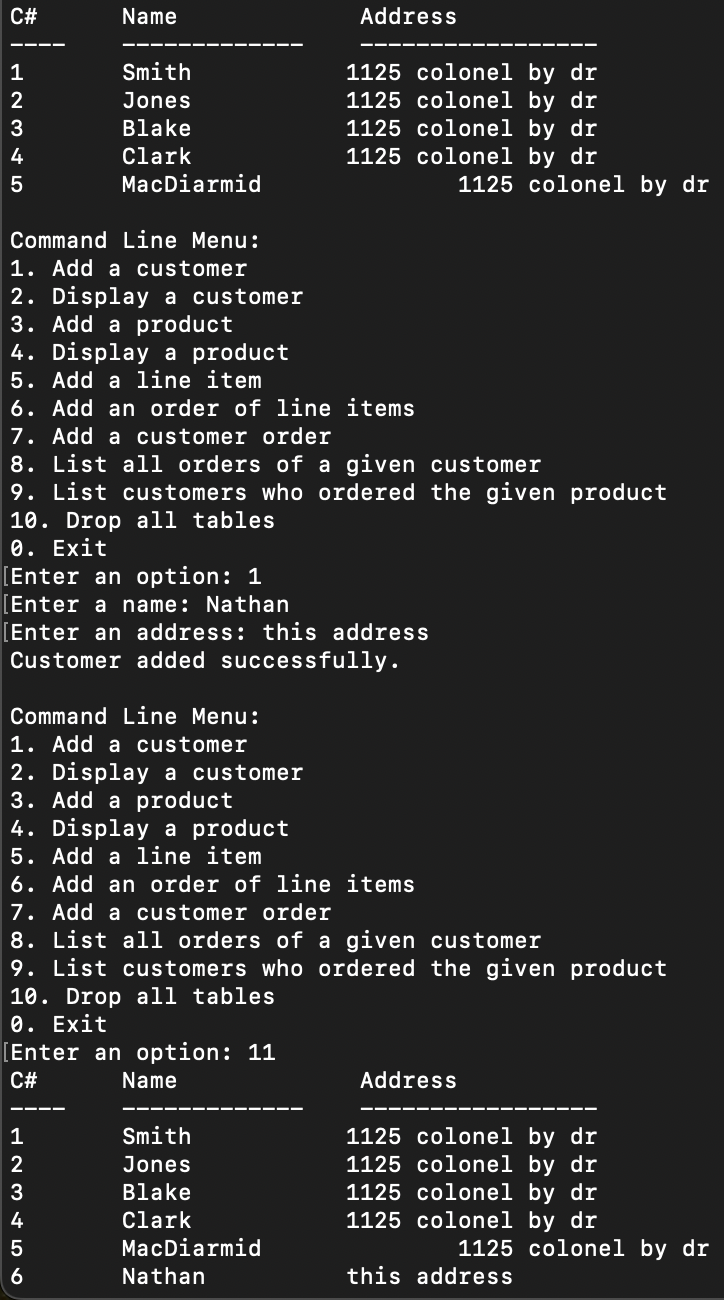 C#      Name             Address
----    -------------    -----------------
1       Smith           1125 colonel by dr
2       Jones           1125 colonel by dr
3       Blake           1125 colonel by dr
4       Clark           1125 colonel by dr
5       MacDiarmid              1125 colonel by dr

Command Line Menu:
1. Add a customer
2. Display a customer
3. Add a product
4. Display a product
5. Add a line item
6. Add an order of line items
7. Add a customer order
8. List all orders of a given customer
9. List customers who ordered the given product
10. Drop all tables
0. Exit
[Enter an option: 1
[Enter a name: Nathan
[Enter an address: this address
Customer added successfully.

Command Line Menu:
1. Add a customer
2. Display a customer
3. Add a product
4. Display a product
5. Add a line item
6. Add an order of line items
7. Add a customer order
8. List all orders of a given customer
9. List customers who ordered the given product
10. Drop all tables
0. Exit
[Enter an option: 11
C#      Name             Address
----    -------------    -----------------
1       Smith           1125 colonel by dr
2       Jones           1125 colonel by dr
3       Blake           1125 colonel by dr
4       Clark           1125 colonel by dr
5       MacDiarmid              1125 colonel by dr
6       Nathan          this address